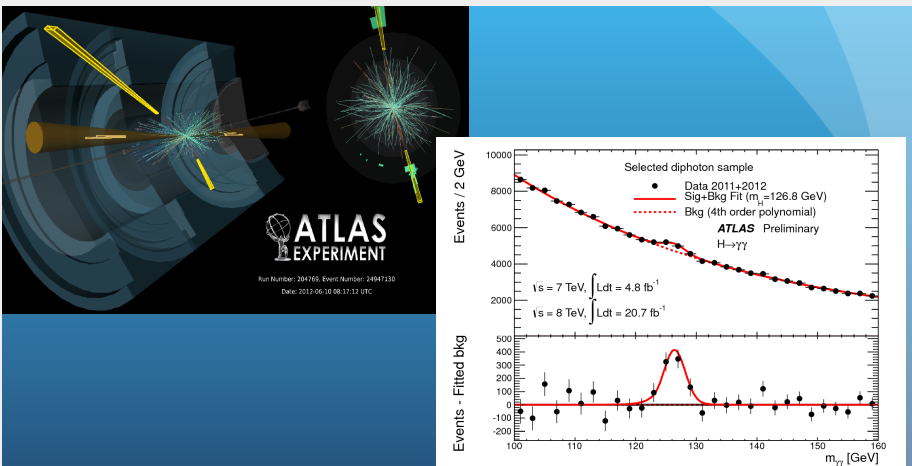 ATLAS
EXPERIMENT
Run Number: 204769, Event Number: 24947130
Date: 2012-06-10 08:17:12 UTC
Events / 2 GeV
10000
8000
6000
4000
2000
Selected diphoton sample
Data 2011+2012
Sig+Bkg Fit (m_H=126.8 GeV)
Bkg (4th order polynomial)
ATLAS Preliminary
H→γγ
√s = 7 TeV, ∫Ldt = 4.8 fb⁻¹
√s = 8 TeV, ∫Ldt = 20.7 fb⁻¹
Events - Fitted bkg
500
400
300
200
100
0
-100
-200
100 110 120 130 140 150 160
m_γγ [GeV]